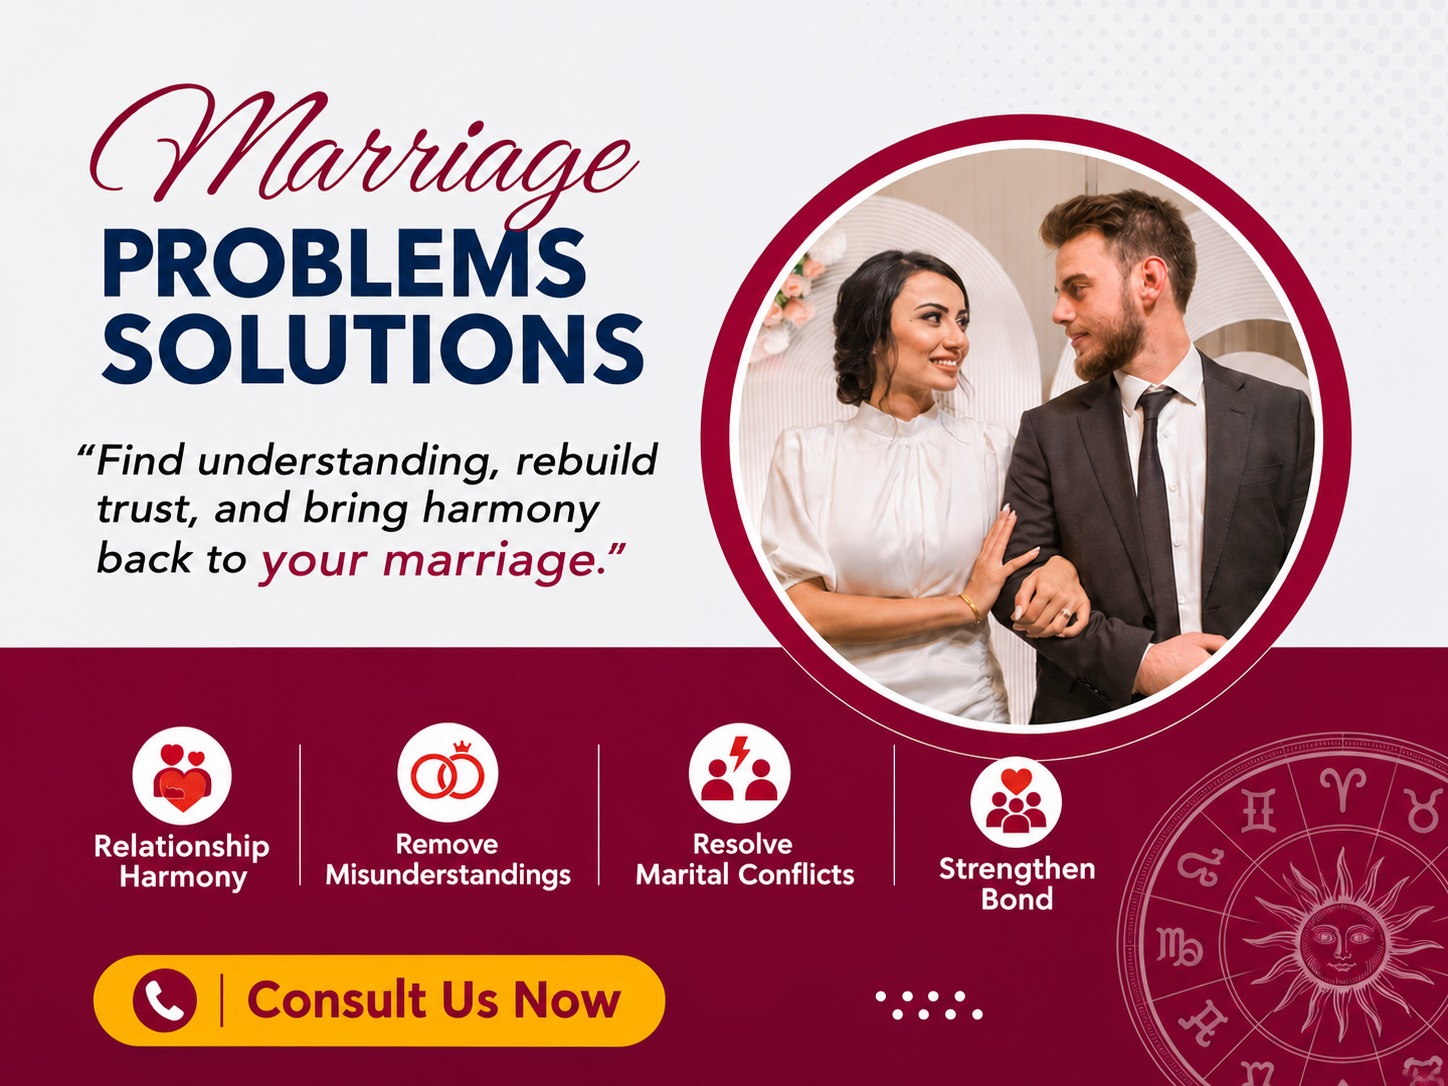 Marriage
PROBLEMS
SOLUTIONS
“Find understanding, rebuild
trust, and bring harmony
back to your marriage.”
Relationship
Harmony
Remove
Misunderstandings
Resolve
Marital Conflicts
Strengthen
Bond
Consult Us Now